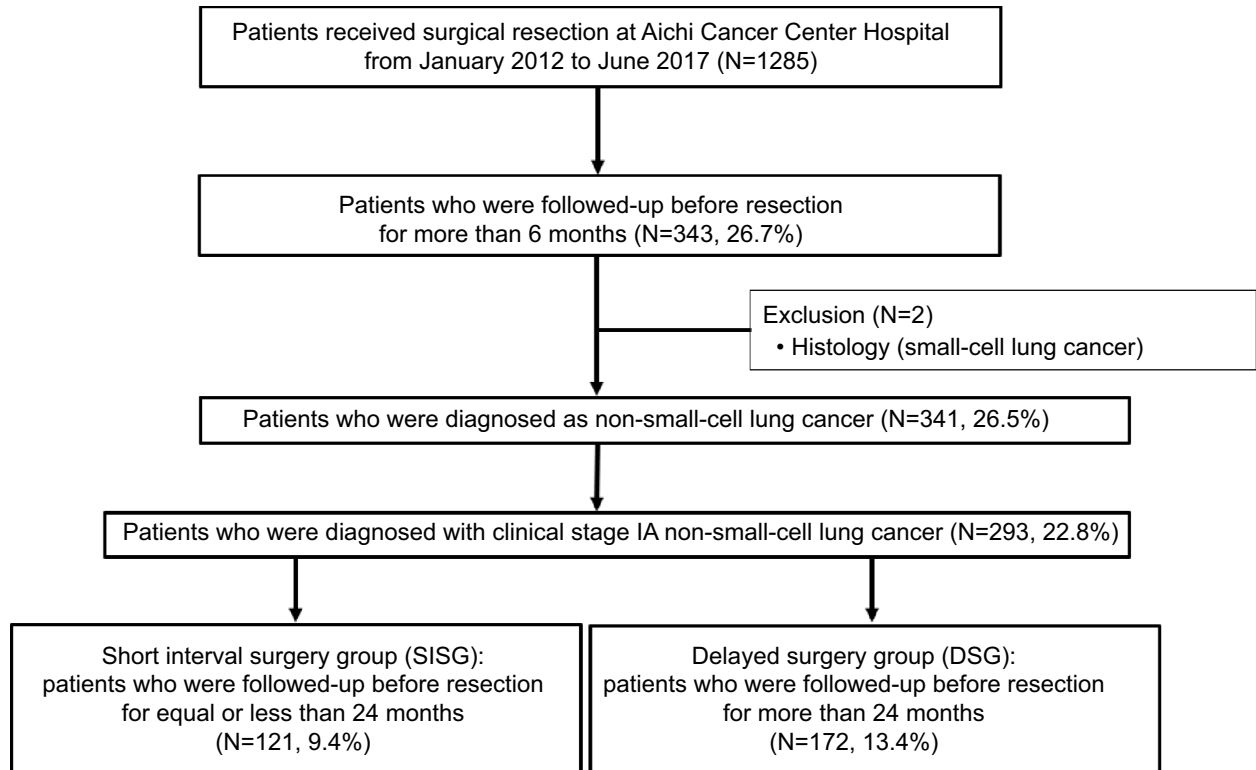 Patients received surgical resection at Aichi Cancer Center Hospital
from January 2012 to June 2017 (N=1285)
Patients who were followed-up before resection
for more than 6 months (N=343, 26.7%)
Exclusion (N=2)
• Histology (small-cell lung cancer)
Patients who were diagnosed as non-small-cell lung cancer (N=341, 26.5%)
Patients who were diagnosed with clinical stage IA non-small-cell lung cancer (N=293, 22.8%)
Short interval surgery group (SISG):
patients who were followed-up before resection
for equal or less than 24 months
(N=121, 9.4%)
Delayed surgery group (DSG):
patients who were followed-up before resection
for more than 24 months
(N=172, 13.4%)